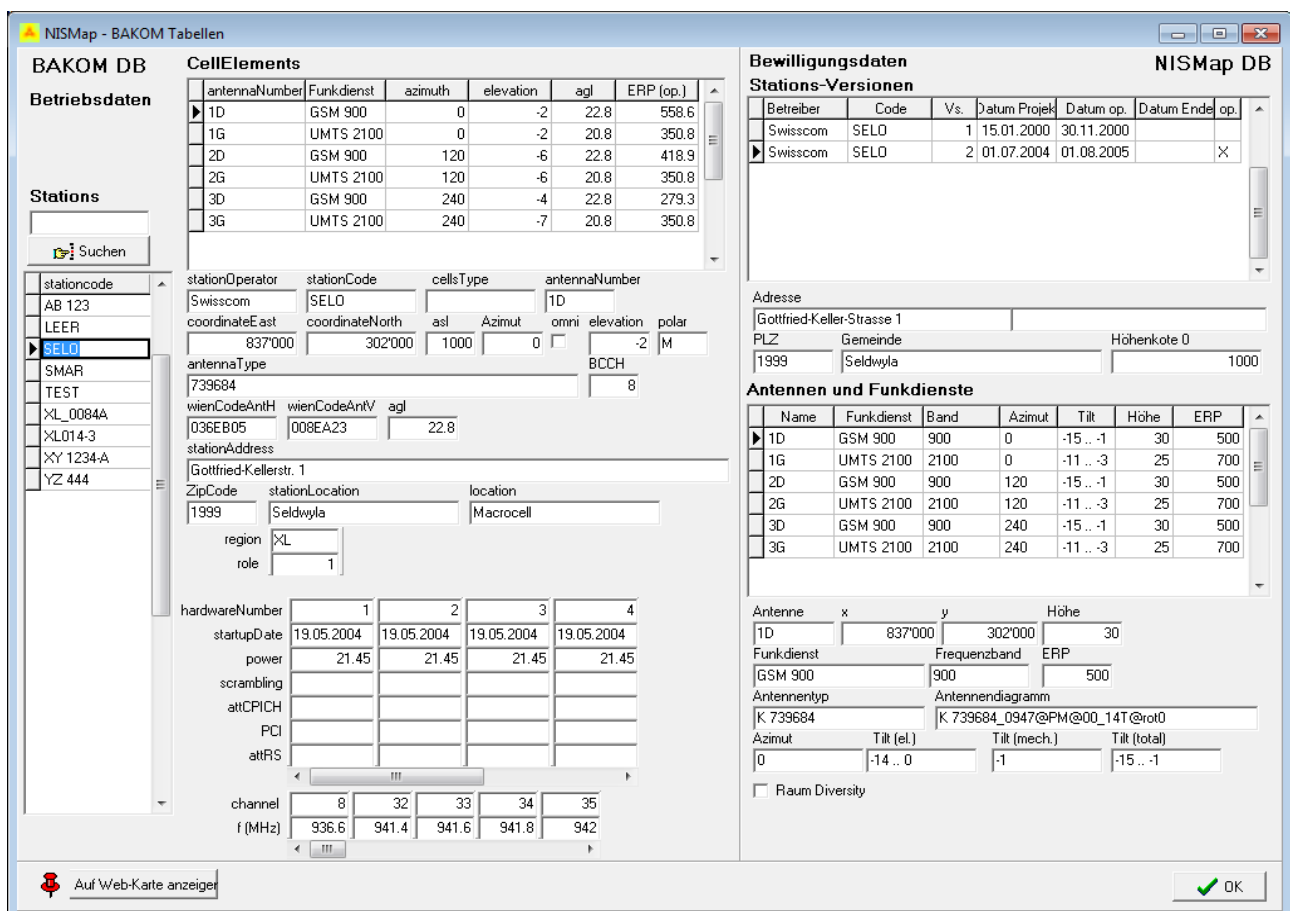 NISMap - BAKOM Tabellen
BAKOM DB
Betriebsdaten
Stations
Suchen
stationcode
AB 123
LEER
SELO
SMAR
TEST
XL_0084A
XL014-3
XY 1234-A
YZ 444
CellElements
antennaNumber Funkdienst azimuth elevation agl ERP (op.)
1D GSM 900 0 -2 22.8 558.6
1G UMTS 2100 0 -2 20.8 350.8
2D GSM 900 120 -6 22.8 418.9
2G UMTS 2100 120 -6 20.8 350.8
3D GSM 900 240 -4 22.8 279.3
3G UMTS 2100 240 -7 20.8 350.8
stationOperator stationCode cellsType antennaNumber
Swisscom SELO 1D
coordinateEast coordinateNorth asl Azimut omni elevation polar
837'000 302'000 1000 0 -2 M
antennaType BCCH
739684 8
wienCodeAntH wienCodeAntV agl
036EB05 008EA23 22.8
stationAddress
Gottfried-Kellerstr. 1
ZipCode stationLocation location
1999 Seldwyla Macrocell
region XL
role 1
hardwareNumber 1 2 3 4
startupDate 19.05.2004 19.05.2004 19.05.2004 19.05.2004
power 21.45 21.45 21.45 21.45
scrambling
attCPICH
PCI
attRS
channel 8 32 33 34 35
f (MHz) 936.6 941.4 941.6 941.8 942
Bewilligungsdaten NISMap DB
Stations-Versionen
Betreiber Code Vs. Datum Projek Datum op. Datum Ende op.
Swisscom SELO 1 15.01.2000 30.11.2000
Swisscom SELO 2 01.07.2004 01.08.2005 X
Adresse
Gottfried-Keller-Strasse 1
PLZ Gemeinde Höhenkote 0
1999 Seldwyla 1000
Antennen und Funkdienste
Name Funkdienst Band Azimut Tilt Höhe ERP
1D GSM 900 900 0 -15 .. -1 30 500
1G UMTS 2100 2100 0 -11 .. -3 25 700
2D GSM 900 900 120 -15 .. -1 30 500
2G UMTS 2100 2100 120 -11 .. -3 25 700
3D GSM 900 900 240 -15 .. -1 30 500
3G UMTS 2100 2100 240 -11 .. -3 25 700
Antenne x y Höhe
1D 837'000 302'000 30
Funkdienst Frequenzband ERP
GSM 900 900 500
Antennentyp Antennendiagramm
K 739684 K 739684_0947@PM@00_14T@rot0
Azimut Tilt (el.) Tilt (mech.) Tilt (total)
0 -14 .. 0 -1 -15 .. -1
Raum Diversity
Auf Web-Karte anzeigen
OK